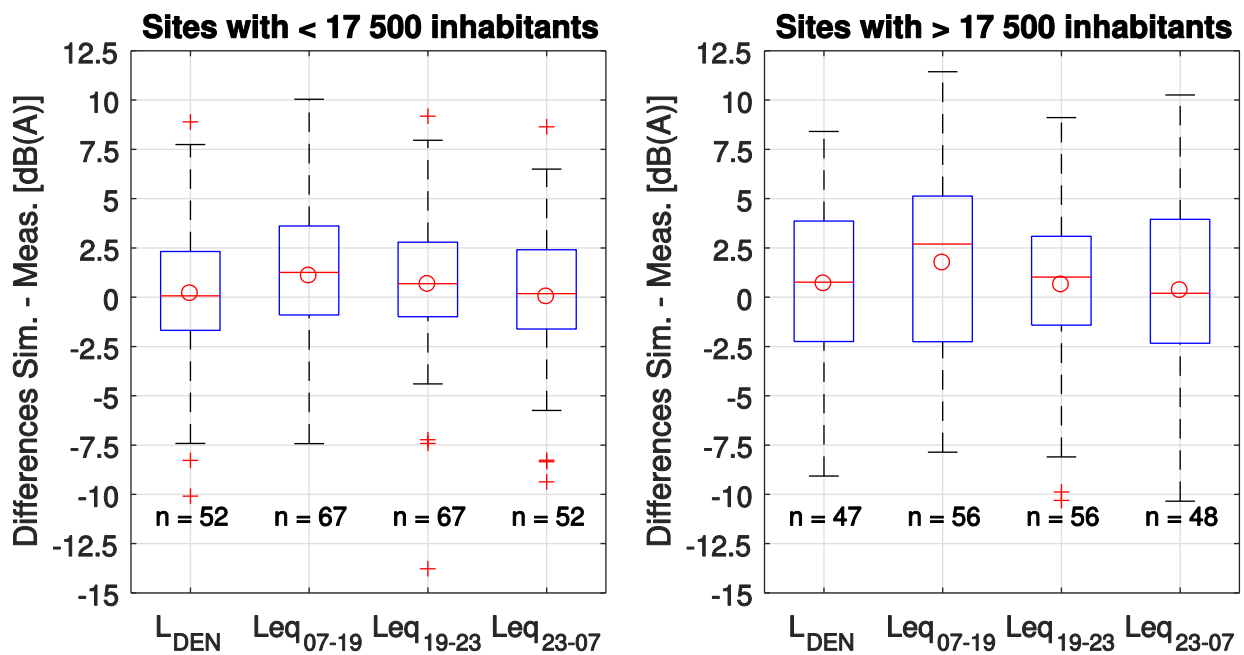 Sites with < 17 500 inhabitants
Differences Sim. - Meas. [dB(A)]
12.5
10
7.5
5
2.5
0
-2.5
-5
-7.5
-10
-12.5
-15
n = 52
n = 67
n = 67
n = 52
L_DEN
Leq_07-19
Leq_19-23
Leq_23-07
Sites with > 17 500 inhabitants
Differences Sim. - Meas. [dB(A)]
12.5
10
7.5
5
2.5
0
-2.5
-5
-7.5
-10
-12.5
-15
n = 47
n = 56
n = 56
n = 48
L_DEN
Leq_07-19
Leq_19-23
Leq_23-07